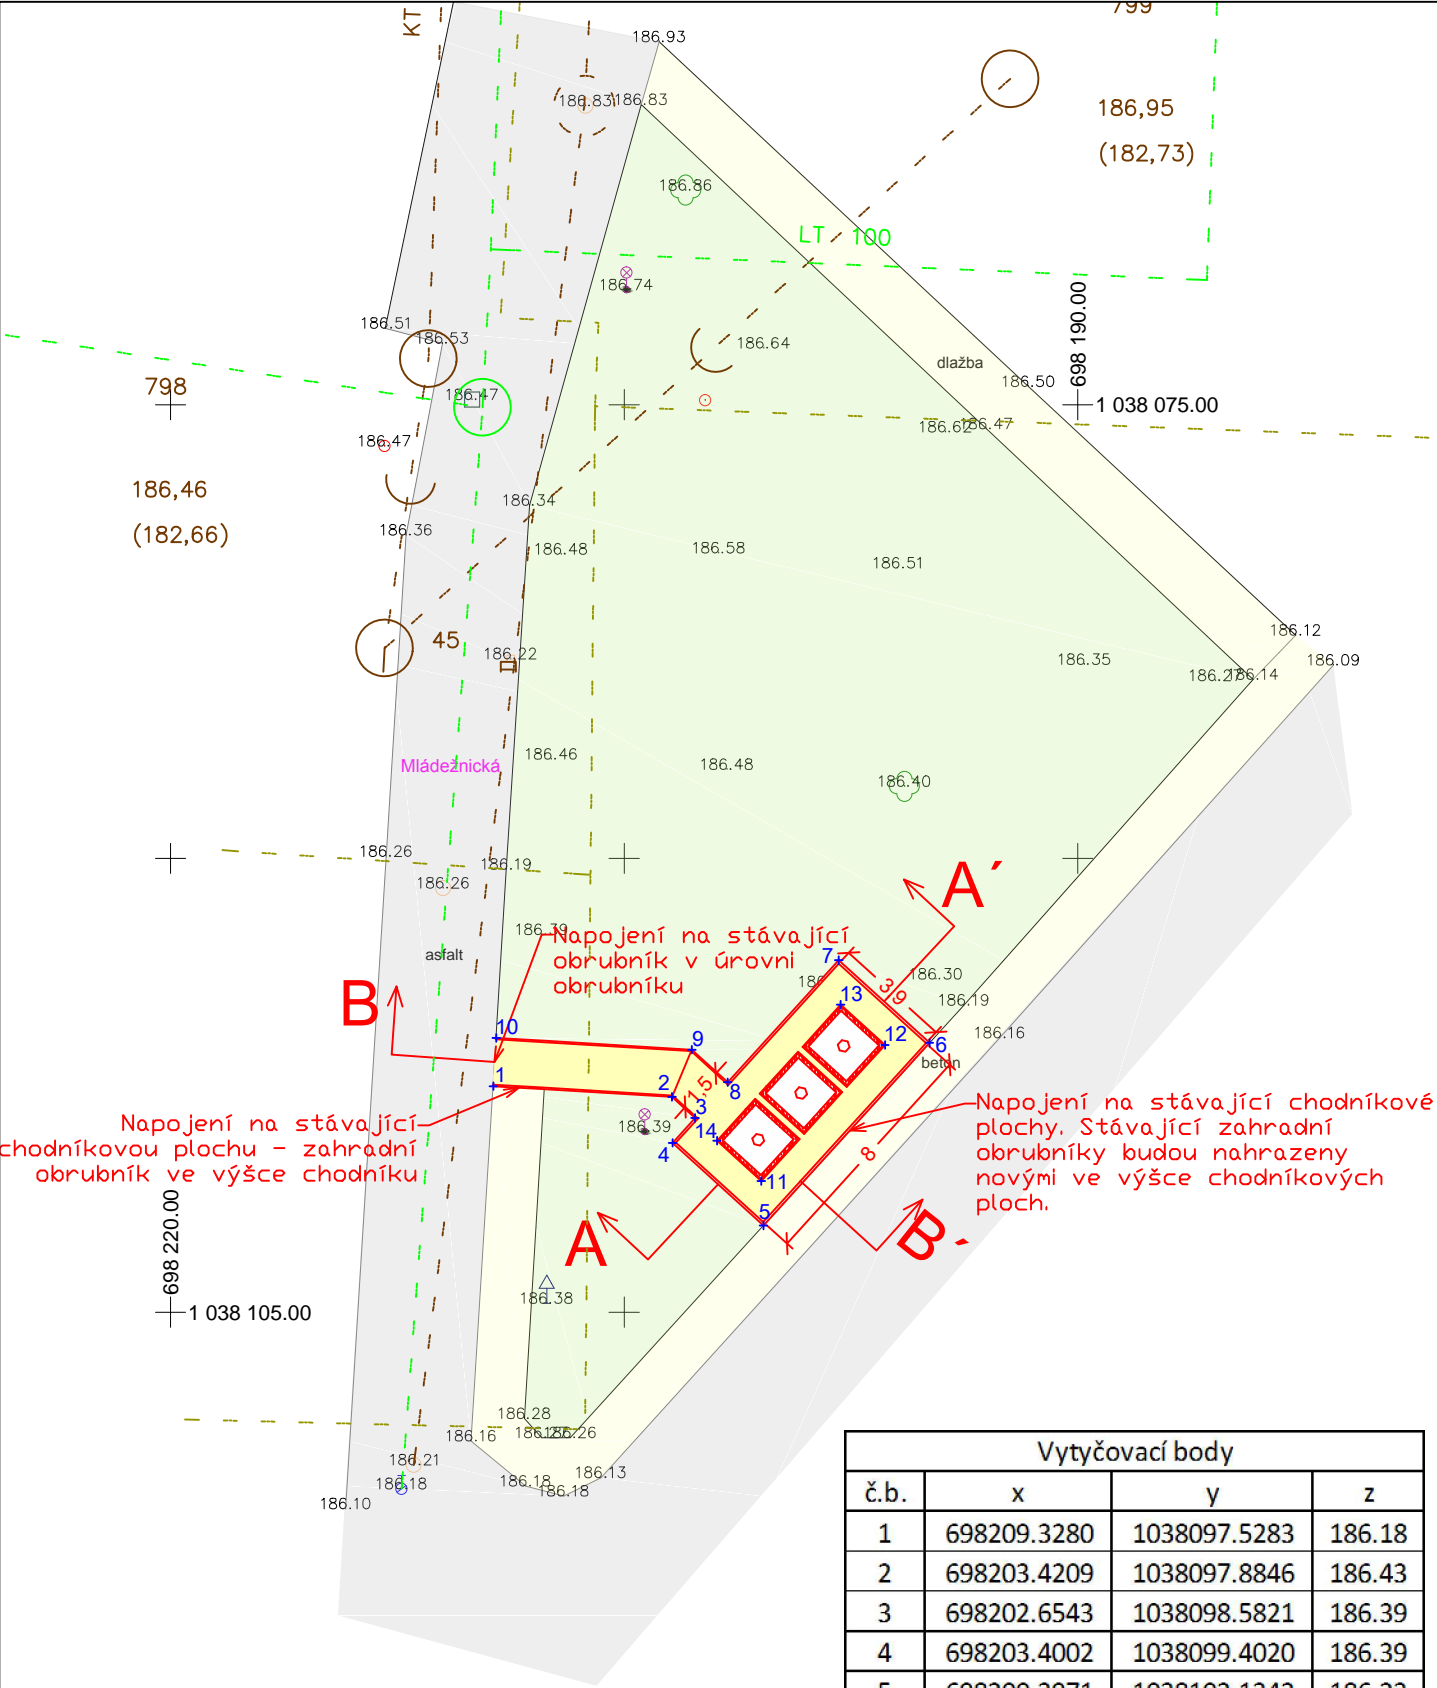 KT
799
186.93
186.83
186.83
186,95
(182,73)
186.86
LT 100
186.74
186.51
186.53
186.64
dlažba
698 190.00
186.50
798
186.47
1 038 075.00
186.62
186.47
186.47
186,46
(182,66)
186.34
186.36
186.48
186.58
186.51
186.12
45
186.22
186.35
186.09
186.27
186.14
186.46
Mládežnická
186.48
186.40
186.26
186.19
186.26
A´
186.39
Napojení na stávající
obrubník v úrovni
obrubníku
asfalt
7
186.30
3,9
13
186.19
B
10
9
12
6
186.16
beton
1
2
1,5
8
3
Napojení na stávající
chodníkovou plochu – zahradní
obrubník ve výšce chodníku
186.39
14
4
8
Napojení na stávající chodníkové
plochy. Stávající zahradní
obrubníky budou nahrazeny
novými ve výšce chodníkových
ploch.
11
5
A
B´
698 220.00
186.38
1 038 105.00
186.28
186.16
186.26
186.21
186.13
186.18
186.18
186.18
186.10
Vytyčovací body
č.b. x y z
1 698209.3280 1038097.5283 186.18
2 698203.4209 1038097.8846 186.43
3 698202.6543 1038098.5821 186.39
4 698203.4002 1038099.4020 186.39